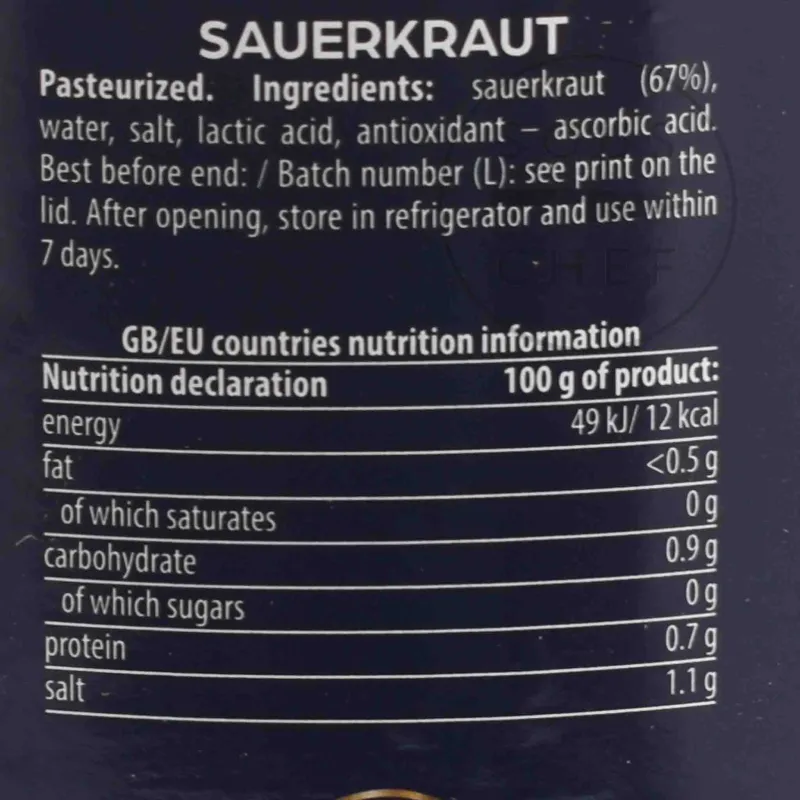 SAUERKRAUT
Pasteurized. Ingredients: sauerkraut (67%),
water, salt, lactic acid, antioxidant – ascorbic acid.
Best before end: / Batch number (L): see print on the
lid. After opening, store in refrigerator and use within
7 days.
CHEF
GB/EU countries nutrition information
Nutrition declaration 100 g of product:
energy 49 kJ/ 12 kcal
fat <0.5 g
of which saturates 0 g
carbohydrate 0.9 g
of which sugars 0 g
protein 0.7 g
salt 1.1 g